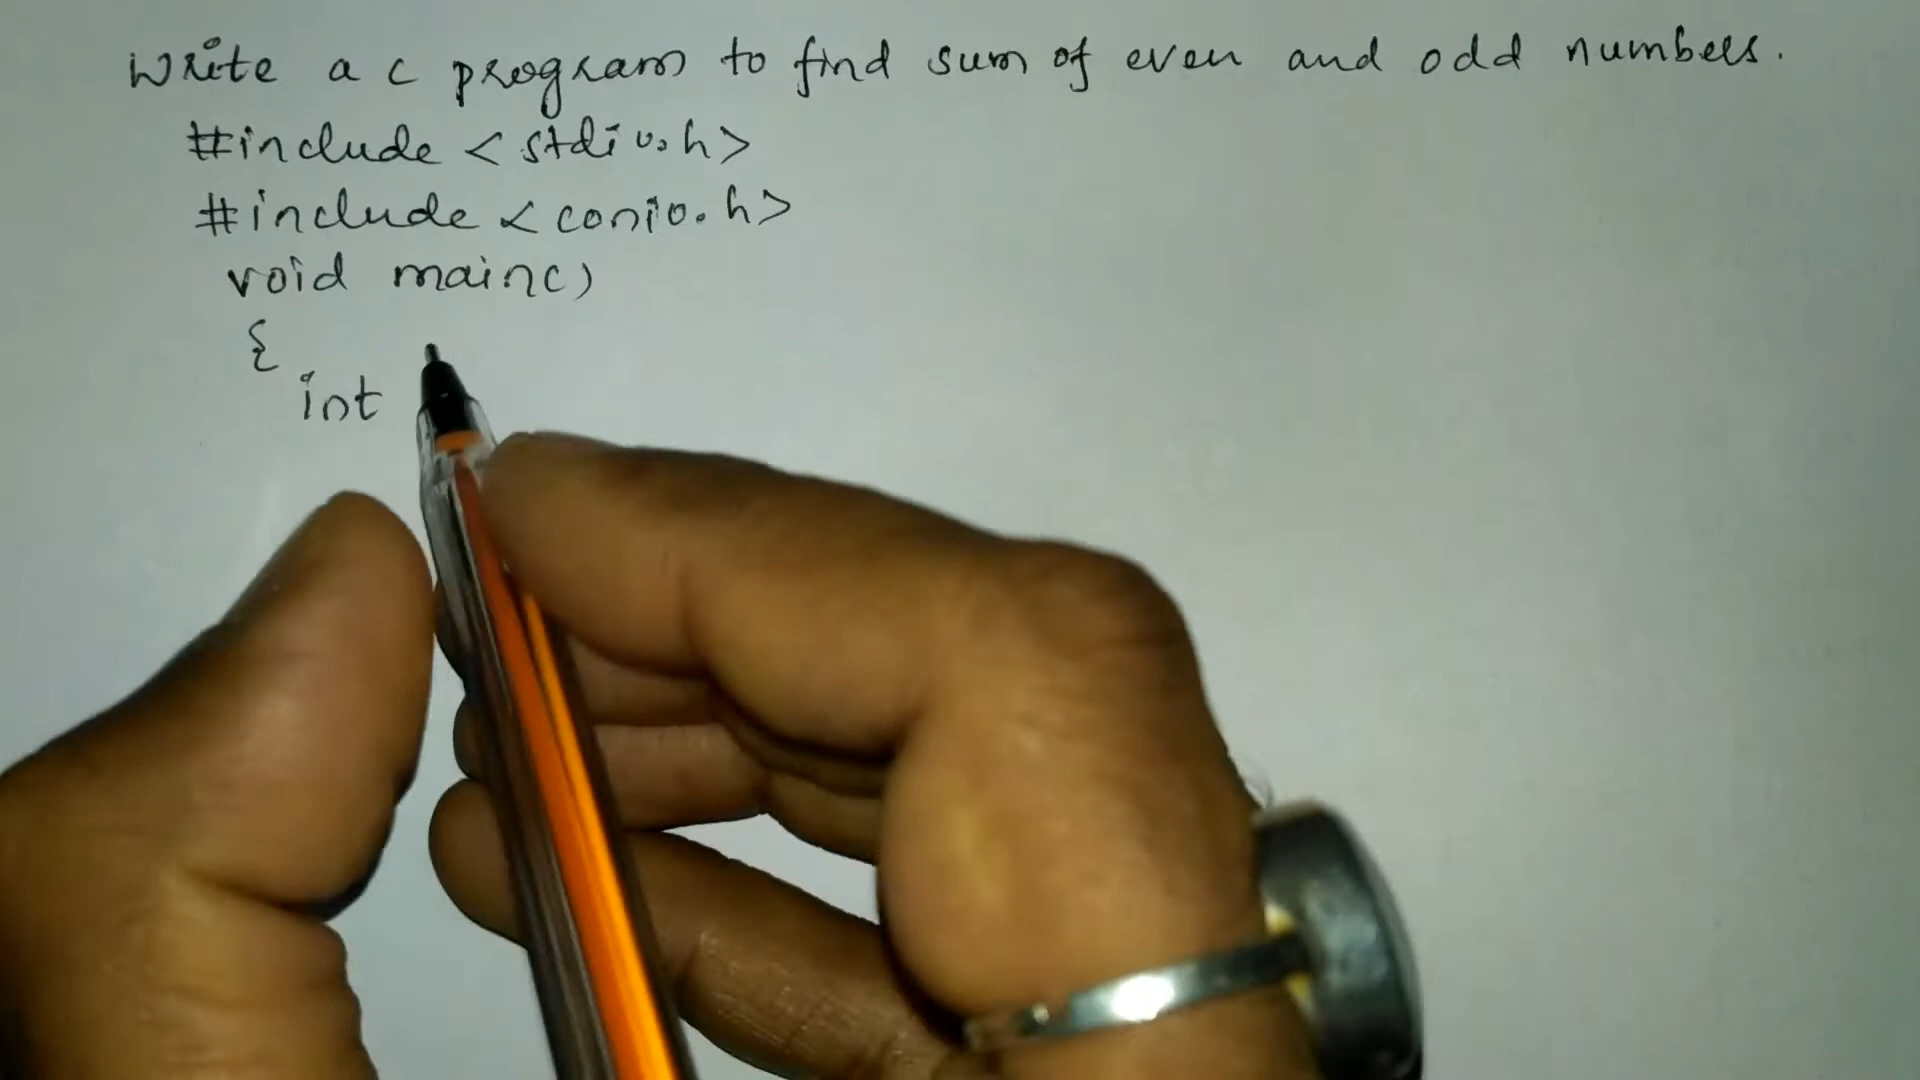 Write a c program to find sum of even and odd numbers.
#include <stdio.h>
#include <conio.h>
void main()
{
int